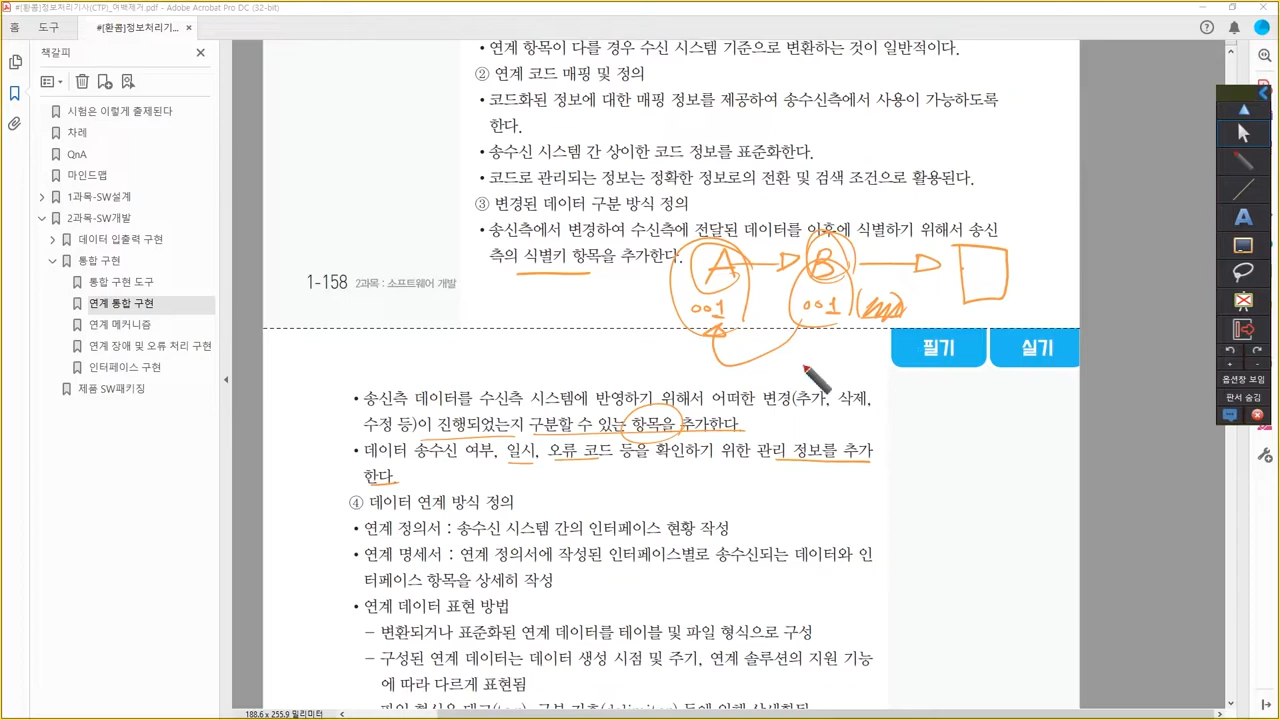 #[환콤]정보처리기사(CTP)_여백제거.pdf - Adobe Acrobat Pro DC (32-bit)
홈 도구 #[환콤]정보처리기... ×
책갈피
시험은 이렇게 출제된다
차례
QnA
마인드맵
1과목-SW설계
2과목-SW개발
데이터 입출력 구현
통합 구현
통합 구현 도구
연계 통합 구현
연계 메커니즘
연계 장애 및 오류 처리 구현
인터페이스 구현
제품 SW패키징
• 연계 항목이 다를 경우 수신 시스템 기준으로 변환하는 것이 일반적이다.
② 연계 코드 매핑 및 정의
• 코드화된 정보에 대한 매핑 정보를 제공하여 송수신측에서 사용이 가능하도록
한다.
• 송수신 시스템 간 상이한 코드 정보를 표준화한다.
• 코드로 관리되는 정보는 정확한 정보로의 전환 및 검색 조건으로 활용된다.
③ 변경된 데이터 구분 방식 정의
• 송신측에서 변경하여 수신측에 전달된 데이터를 이후에 식별하기 위해서 송신
측의 식별키 항목을 추가한다.
A B
001 001
1-158 2과목 : 소프트웨어 개발
필기 실기
• 송신측 데이터를 수신측 시스템에 반영하기 위해서 어떠한 변경(추가, 삭제,
수정 등)이 진행되었는지 구분할 수 있는 항목을 추가한다.
• 데이터 송수신 여부, 일시, 오류 코드 등을 확인하기 위한 관리 정보를 추가
한다.
④ 데이터 연계 방식 정의
• 연계 정의서 : 송수신 시스템 간의 인터페이스 현황 작성
• 연계 명세서 : 연계 정의서에 작성된 인터페이스별로 송수신되는 데이터와 인
터페이스 항목을 상세히 작성
• 연계 데이터 표현 방법
– 변환되거나 표준화된 연계 데이터를 테이블 및 파일 형식으로 구성
– 구성된 연계 데이터는 데이터 생성 시점 및 주기, 연계 솔루션의 지원 기능
에 따라 다르게 표현됨
188.6 x 255.9 밀리미터
A
옵션창 보임
판서 숨김